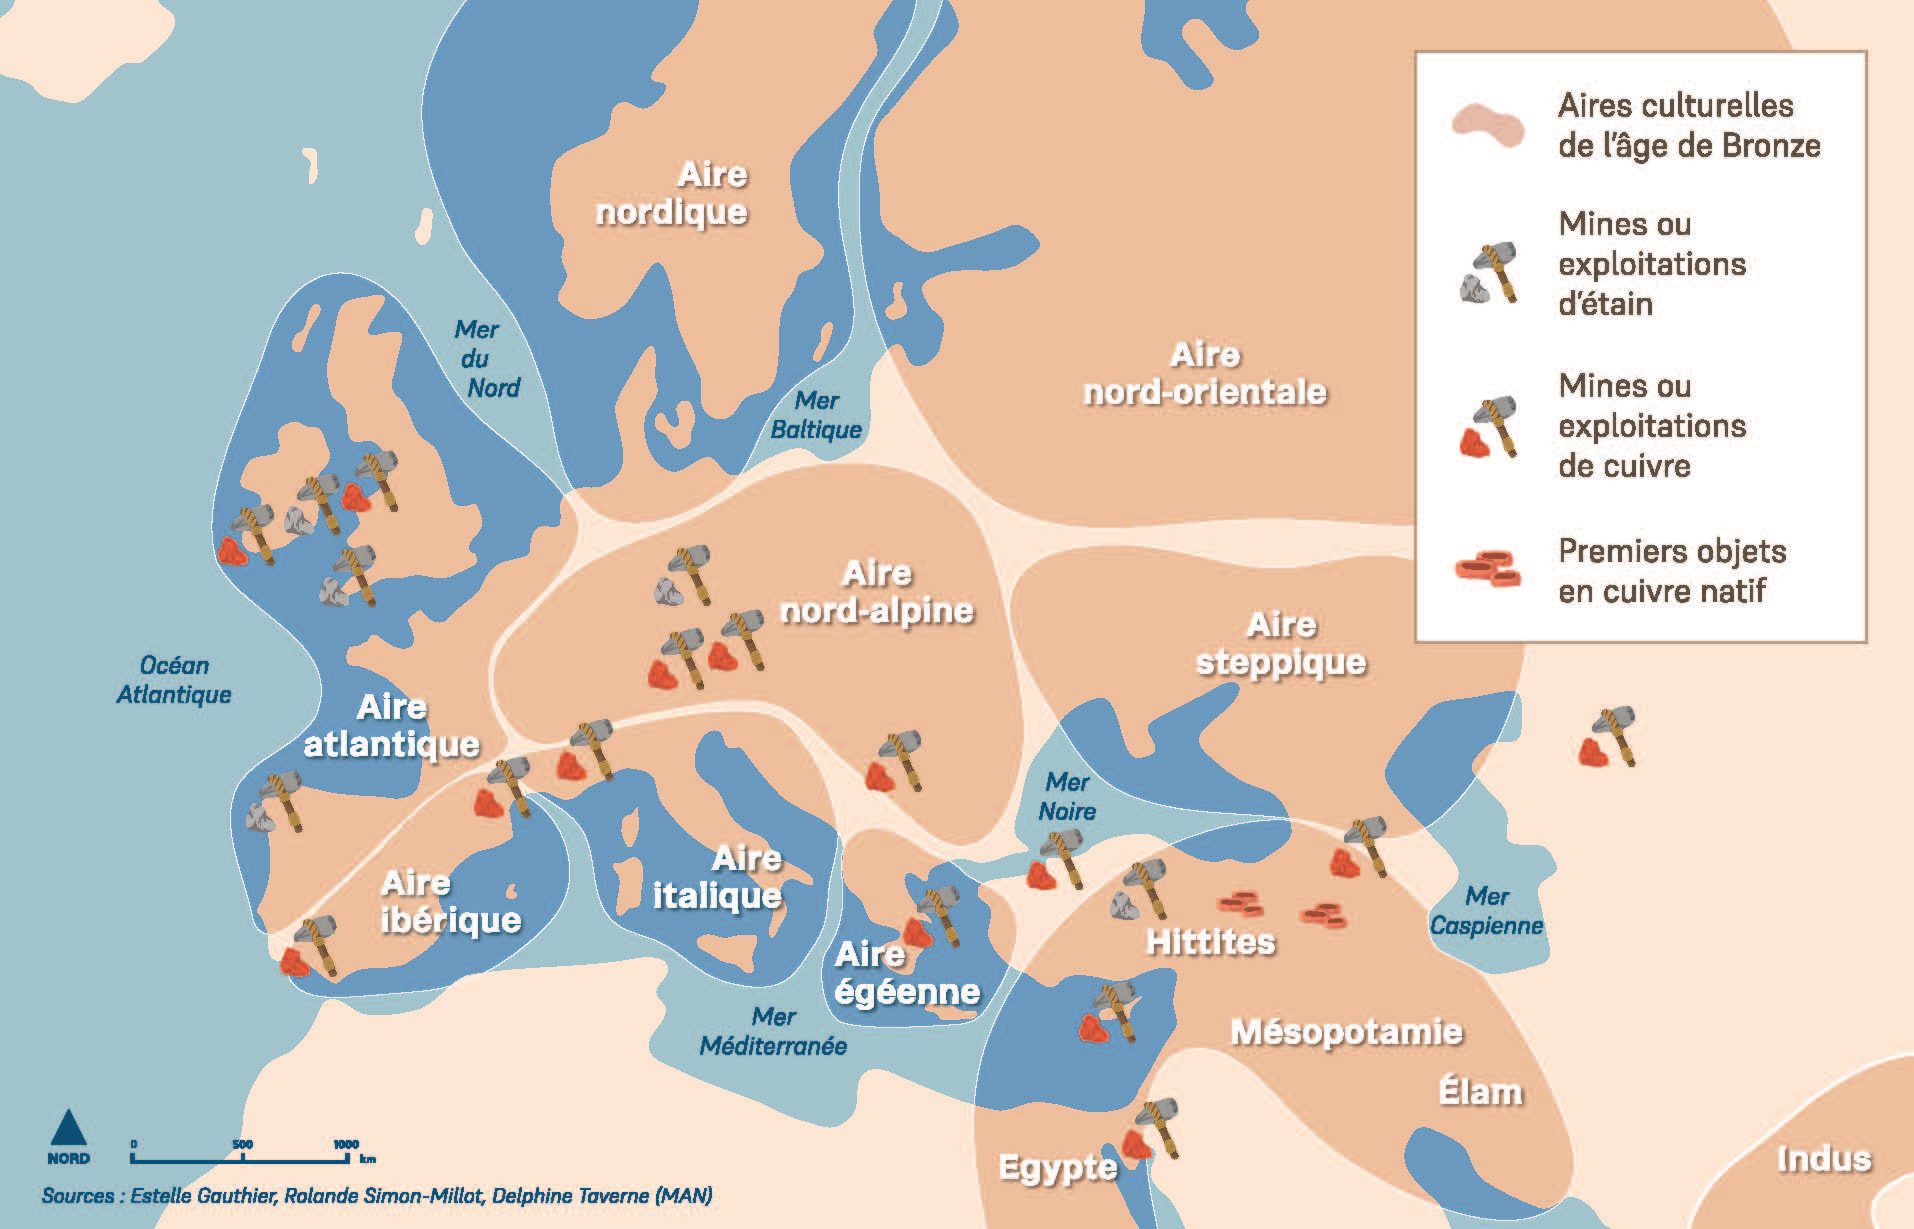 Aires culturelles
de l'âge de Bronze
Mines ou
exploitations
d'étain
Mines ou
exploitations
de cuivre
Premiers objets
en cuivre natif
Aire
nordique
Mer
du
Nord
Mer
Baltique
Aire
nord-orientale
Aire
nord-alpine
Aire
steppique
Océan
Atlantique
Aire
atlantique
Mer
Noire
Aire
ibérique
Aire
italique
Aire
égéenne
Hittites
Mer
Caspienne
Mer
Méditerranée
Mésopotamie
Élam
Egypte
Indus
NORD
0 500 1000
km
Sources : Estelle Gauthier, Rolande Simon-Millot, Delphine Taverne (MAN)